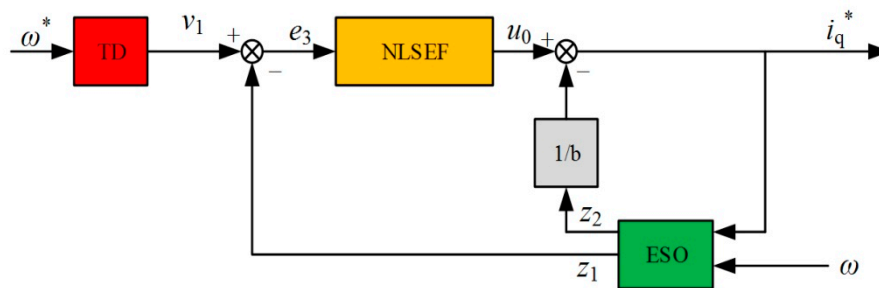 ω*
TD
v1
+
−
e3
NLSEF
u0
+
−
iq*
1/b
z2
z1
ESO
ω